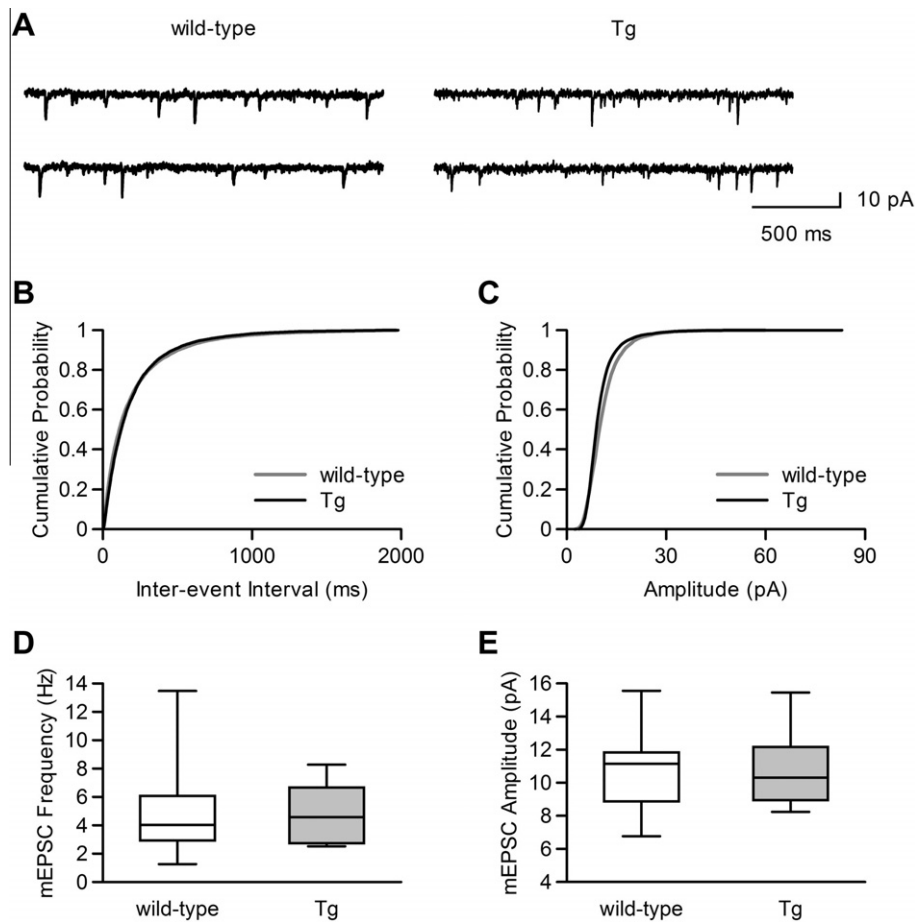 A
wild-type
Tg
10 pA
500 ms
B
Cumulative Probability
1
0.8
0.6
0.4
0.2
0
wild-type
Tg
0
1000
2000
Inter-event Interval (ms)
C
Cumulative Probability
1
0.8
0.6
0.4
0.2
0
wild-type
Tg
0
30
60
90
Amplitude (pA)
D
mEPSC Frequency (Hz)
14
12
10
8
6
4
2
0
wild-type
Tg
E
mEPSC Amplitude (pA)
16
14
12
10
8
6
4
wild-type
Tg